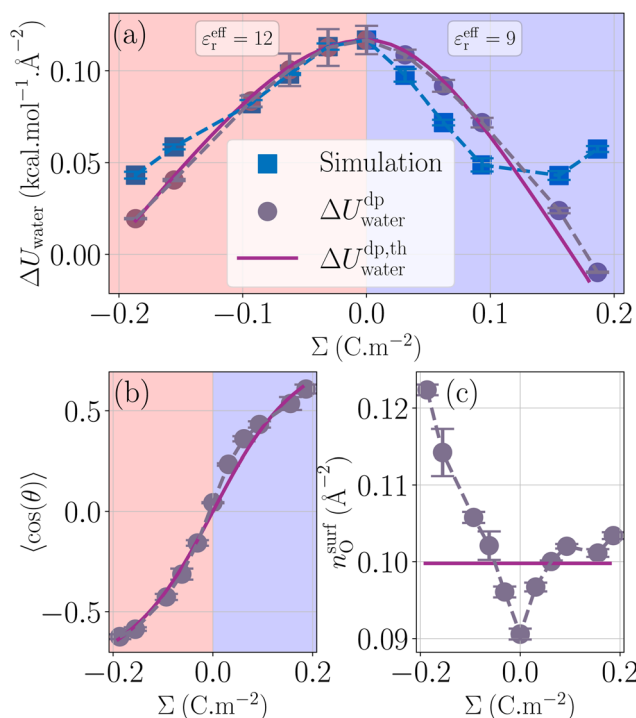 (a)
ε_r^eff = 12
ε_r^eff = 9
0.10
0.05
0.00
ΔU_water (kcal.mol⁻¹.Å⁻²)
Simulation
ΔU_water^dp
ΔU_water^dp,th
−0.2 −0.1 0.0 0.1 0.2
Σ (C.m⁻²)
(b)
0.5
0.0
−0.5
⟨cos(θ)⟩
−0.2 0.0 0.2
Σ (C.m⁻²)
(c)
0.12
0.11
0.10
0.09
n_O^surf (Å⁻²)
−0.2 0.0 0.2
Σ (C.m⁻²)